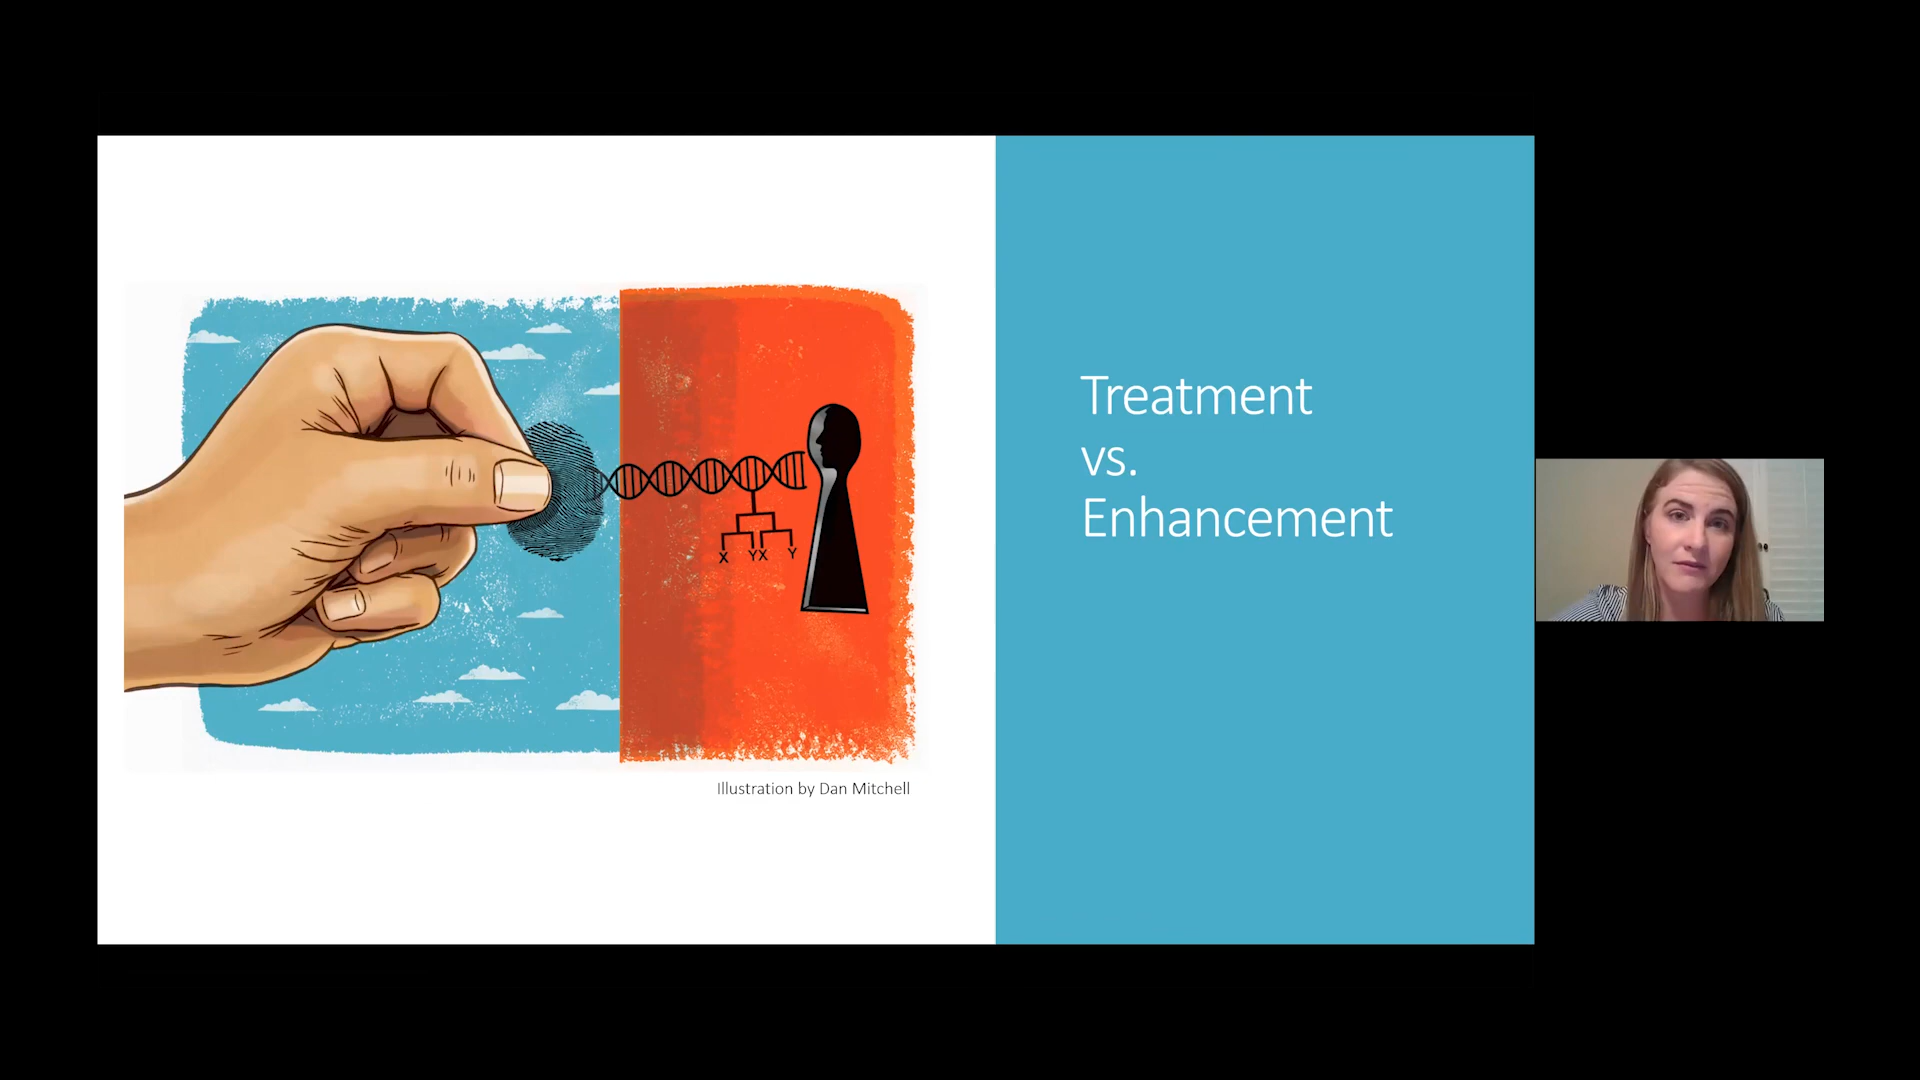 X YX Y
Illustration by Dan Mitchell
Treatment
vs.
Enhancement